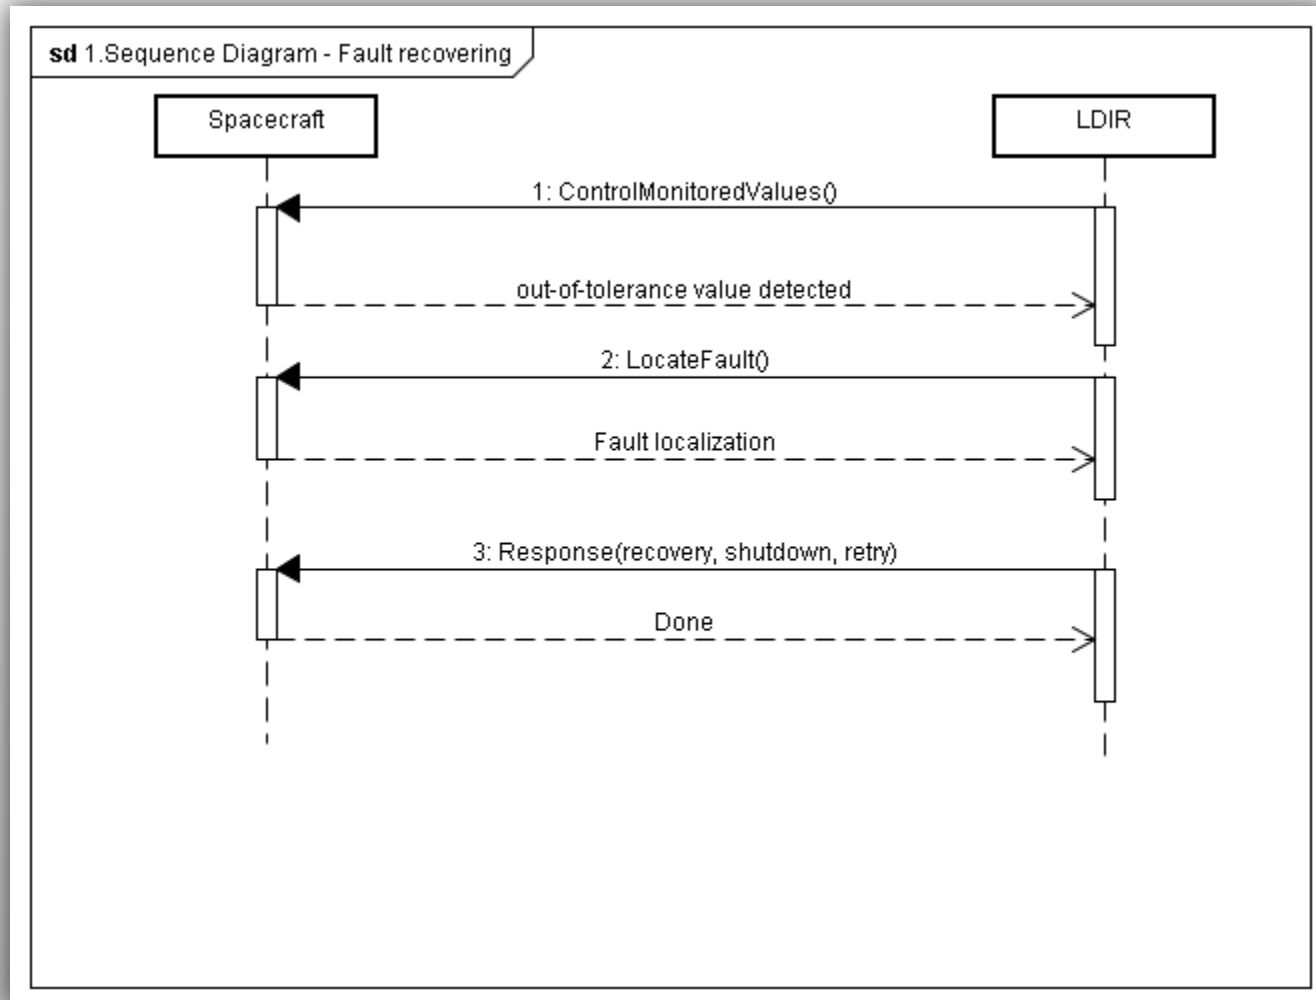 sd 1.Sequence Diagram - Fault recovering
Spacecraft
LDIR
1: ControlMonitoredValues()
out-of-tolerance value detected
2: LocateFault()
Fault localization
3: Response(recovery, shutdown, retry)
Done